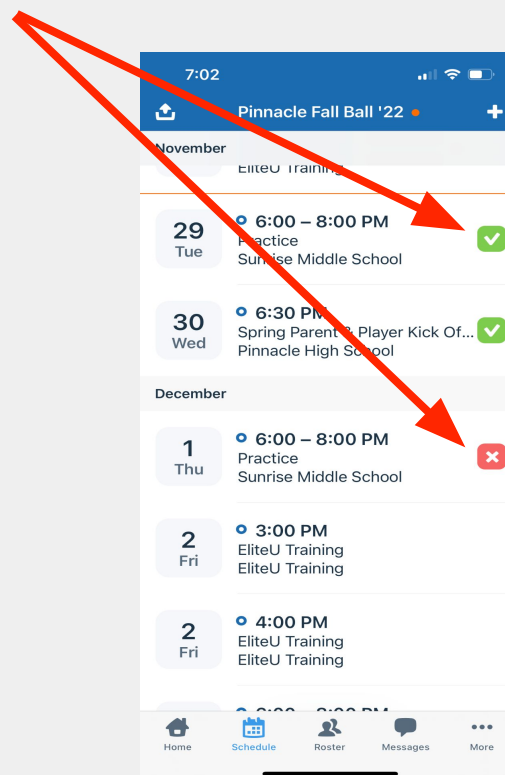 7:02
Pinnacle Fall Ball '22
November
EliteU Training
29
Tue
6:00 – 8:00 PM
Practice
Sunrise Middle School
30
Wed
6:30 PM
Spring Parent & Player Kick Of...
Pinnacle High School
December
1
Thu
6:00 – 8:00 PM
Practice
Sunrise Middle School
2
Fri
3:00 PM
EliteU Training
EliteU Training
2
Fri
4:00 PM
EliteU Training
EliteU Training
Home
Schedule
Roster
Messages
More